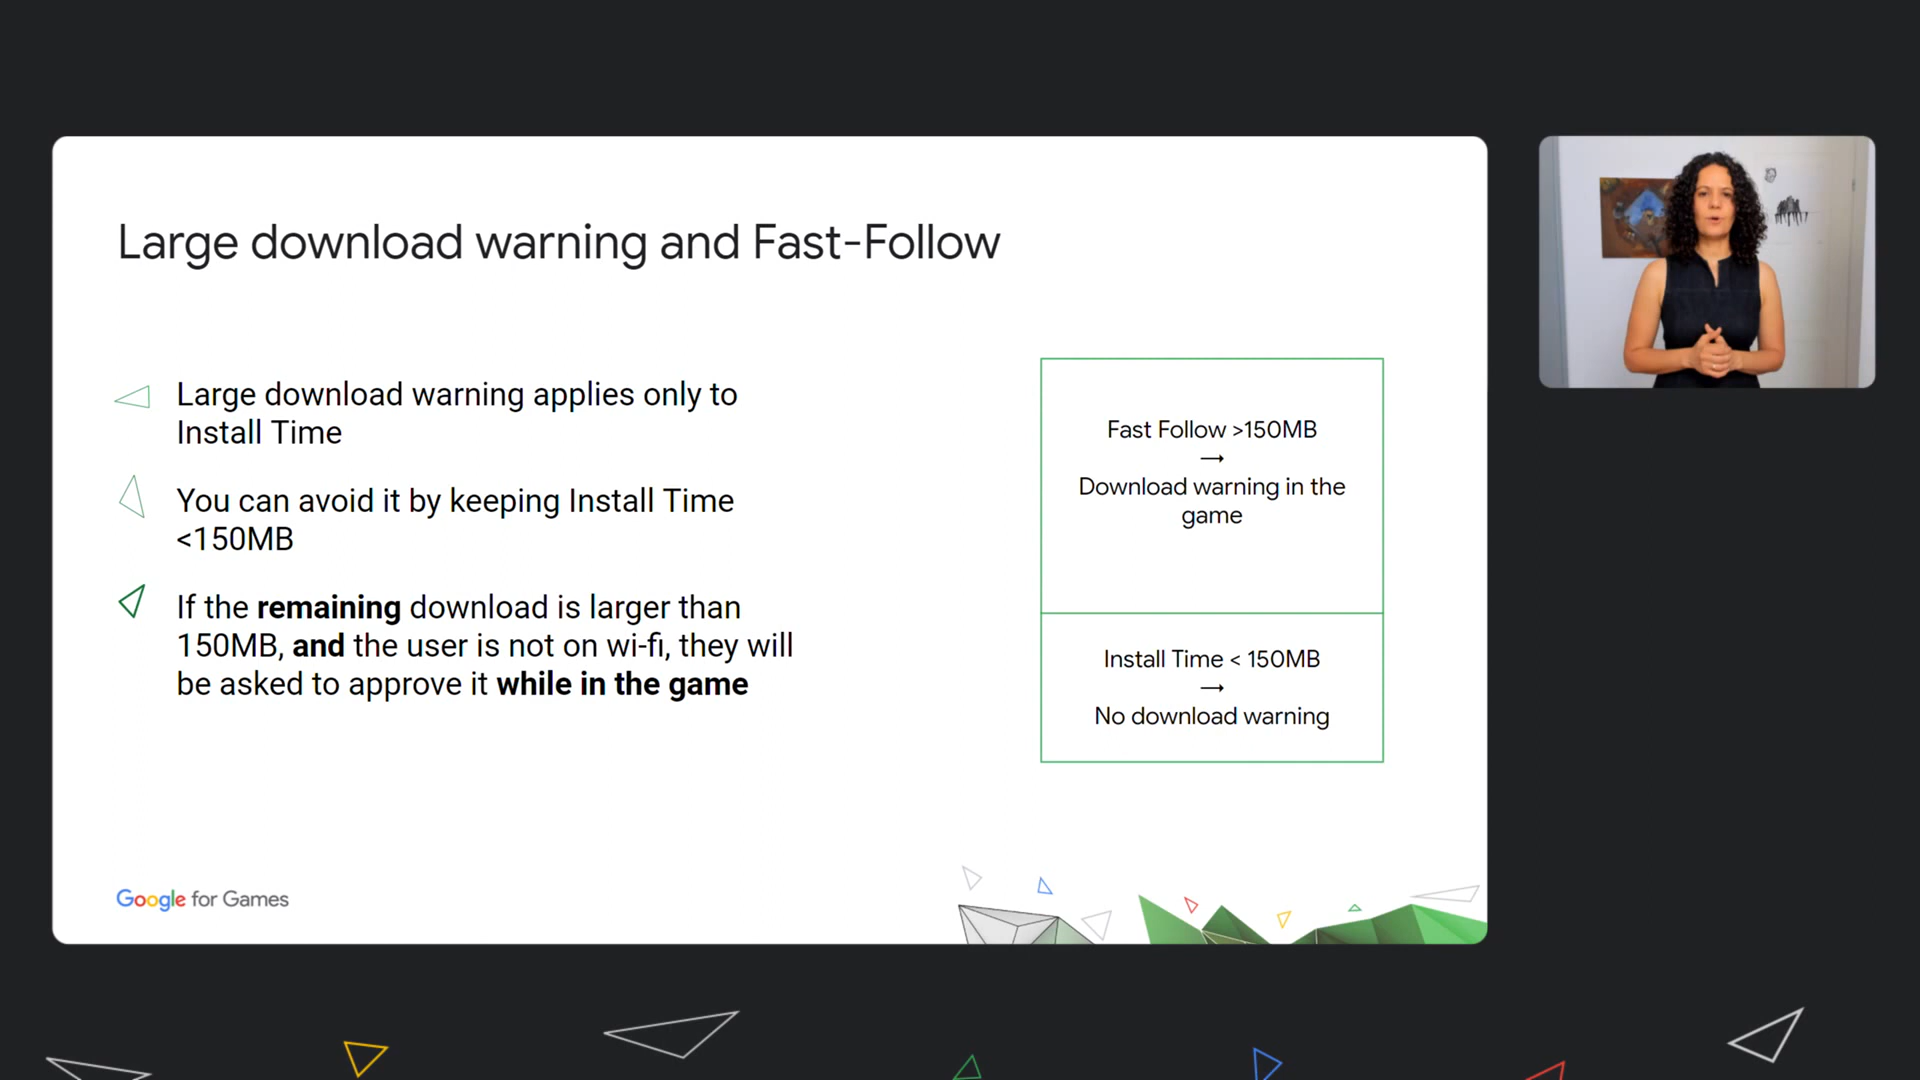 Large download warning and Fast-Follow
Large download warning applies only to
Install Time
You can avoid it by keeping Install Time
<150MB
If the remaining download is larger than
150MB, and the user is not on wi-fi, they will
be asked to approve it while in the game
Fast Follow >150MB
→
Download warning in the
game
Install Time < 150MB
→
No download warning
Google for Games